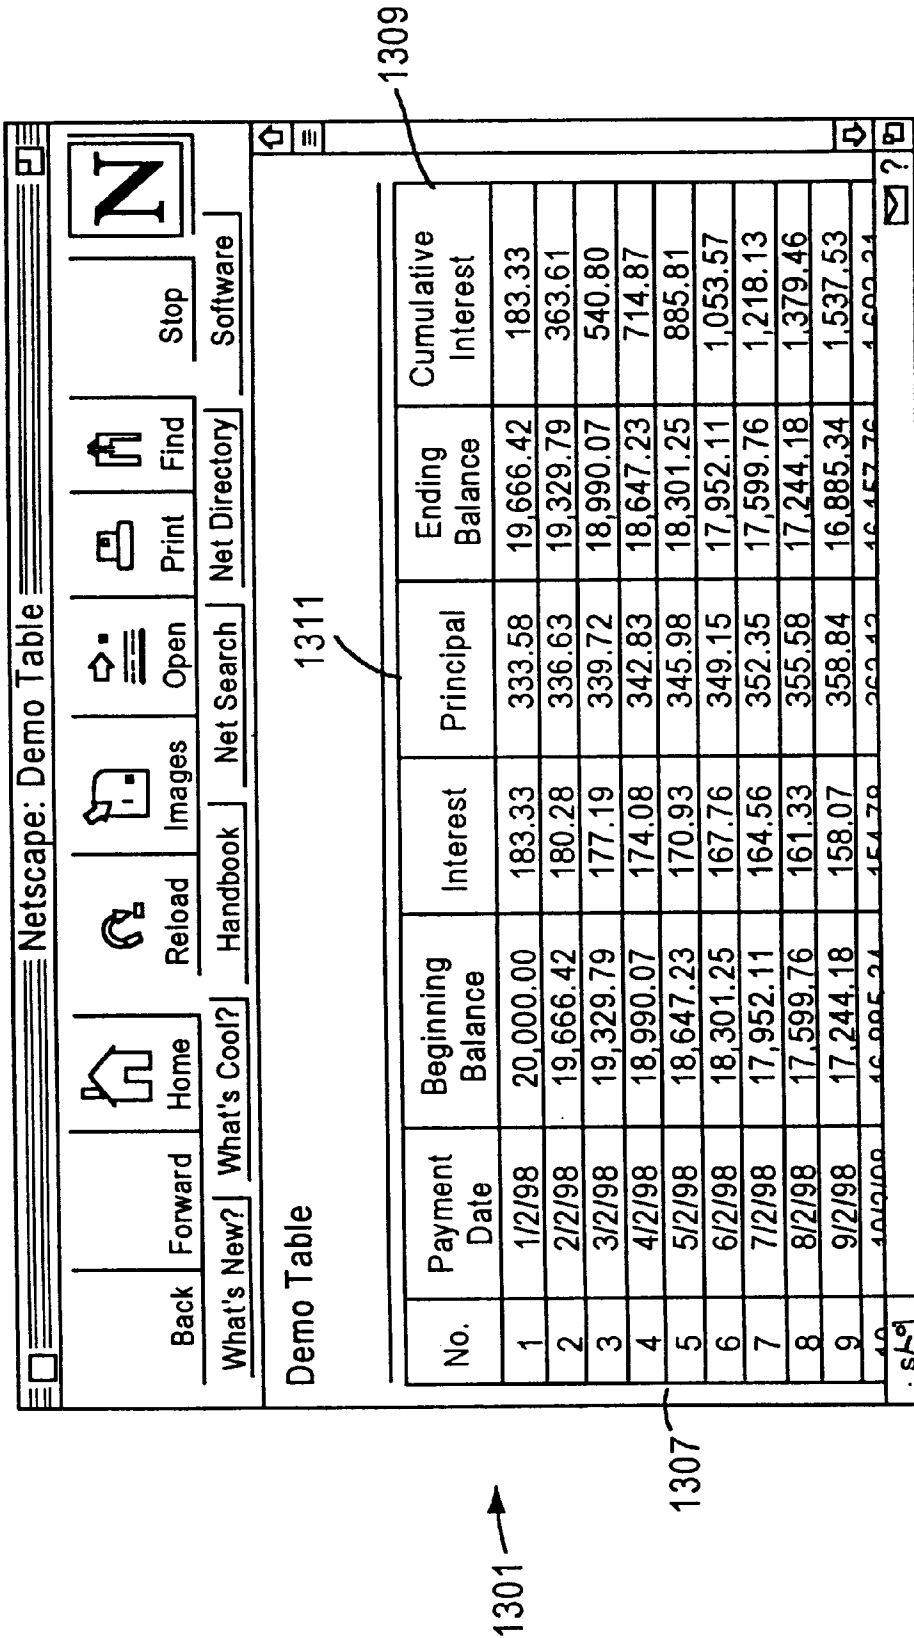 Netscape: Demo Table
Back Forward Home Reload Images Open Print Find Stop
N
What's New? What's Cool? Handbook Net Search Net Directory Software
Demo Table
1311
1309
No. Payment Date Beginning Balance Interest Principal Ending Balance Cumulative Interest
1 1/2/98 20,000.00 183.33 333.58 19,666.42 183.33
2 2/2/98 19,666.42 180.28 336.63 19,329.79 363.61
3 3/2/98 19,329.79 177.19 339.72 18,990.07 540.80
4 4/2/98 18,990.07 174.08 342.83 18,647.23 714.87
5 5/2/98 18,647.23 170.93 345.98 18,301.25 885.81
6 6/2/98 18,301.25 167.76 349.15 17,952.11 1,053.57
7 7/2/98 17,952.11 164.56 352.35 17,599.76 1,218.13
8 8/2/98 17,599.76 161.33 355.58 17,244.18 1,379.46
9 9/2/98 17,244.18 158.07 358.84 16,885.34 1,537.53
?
1301
1307